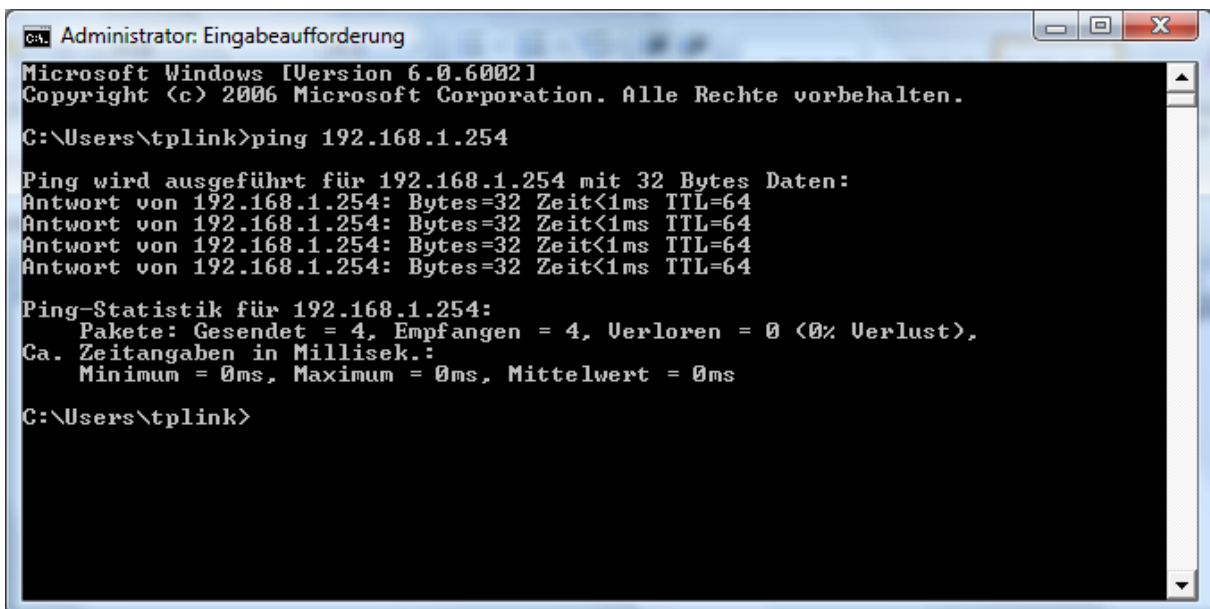 Administrator: Eingabeaufforderung
Microsoft Windows [Version 6.0.6002]
Copyright (c) 2006 Microsoft Corporation. Alle Rechte vorbehalten.
C:\Users\tplink>ping 192.168.1.254
Ping wird ausgeführt für 192.168.1.254 mit 32 Bytes Daten:
Antwort von 192.168.1.254: Bytes=32 Zeit<1ms TTL=64
Antwort von 192.168.1.254: Bytes=32 Zeit<1ms TTL=64
Antwort von 192.168.1.254: Bytes=32 Zeit<1ms TTL=64
Antwort von 192.168.1.254: Bytes=32 Zeit<1ms TTL=64
Ping-Statistik für 192.168.1.254:
    Pakete: Gesendet = 4, Empfangen = 4, Verloren = 0 (0% Verlust),
Ca. Zeitangaben in Millisek.:
    Minimum = 0ms, Maximum = 0ms, Mittelwert = 0ms
C:\Users\tplink>